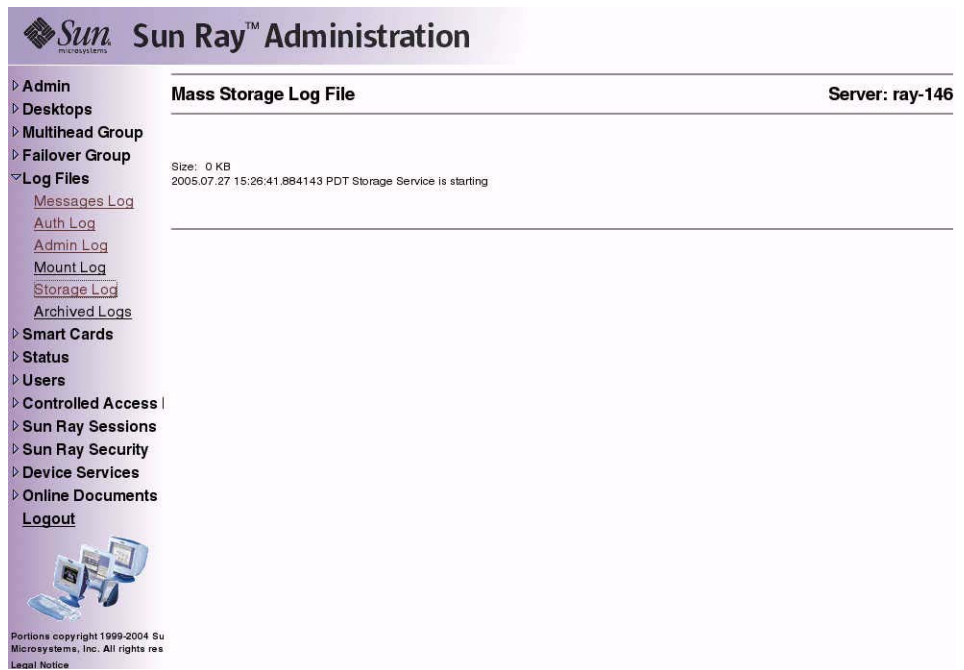 Sun microsystems Sun Ray™ Administration
Admin
Desktops
Multihead Group
Failover Group
Log Files
Messages Log
Auth Log
Admin Log
Mount Log
Storage Log
Archived Logs
Smart Cards
Status
Users
Controlled Access
Sun Ray Sessions
Sun Ray Security
Device Services
Online Documents
Logout
Portions copyright 1999-2004 Su
Microsystems, Inc. All rights res
Legal Notice
Mass Storage Log File Server: ray-146
Size: 0 KB
2005.07.27 15:26:41.884143 PDT Storage Service is starting